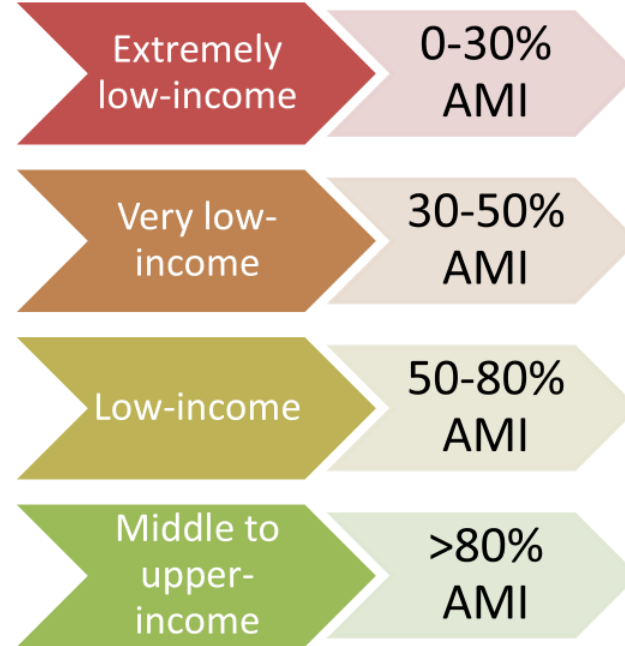 Extremely
low-income
0-30%
AMI
Very low-
income
30-50%
AMI
Low-income
50-80%
AMI
Middle to
upper-
income
>80%
AMI